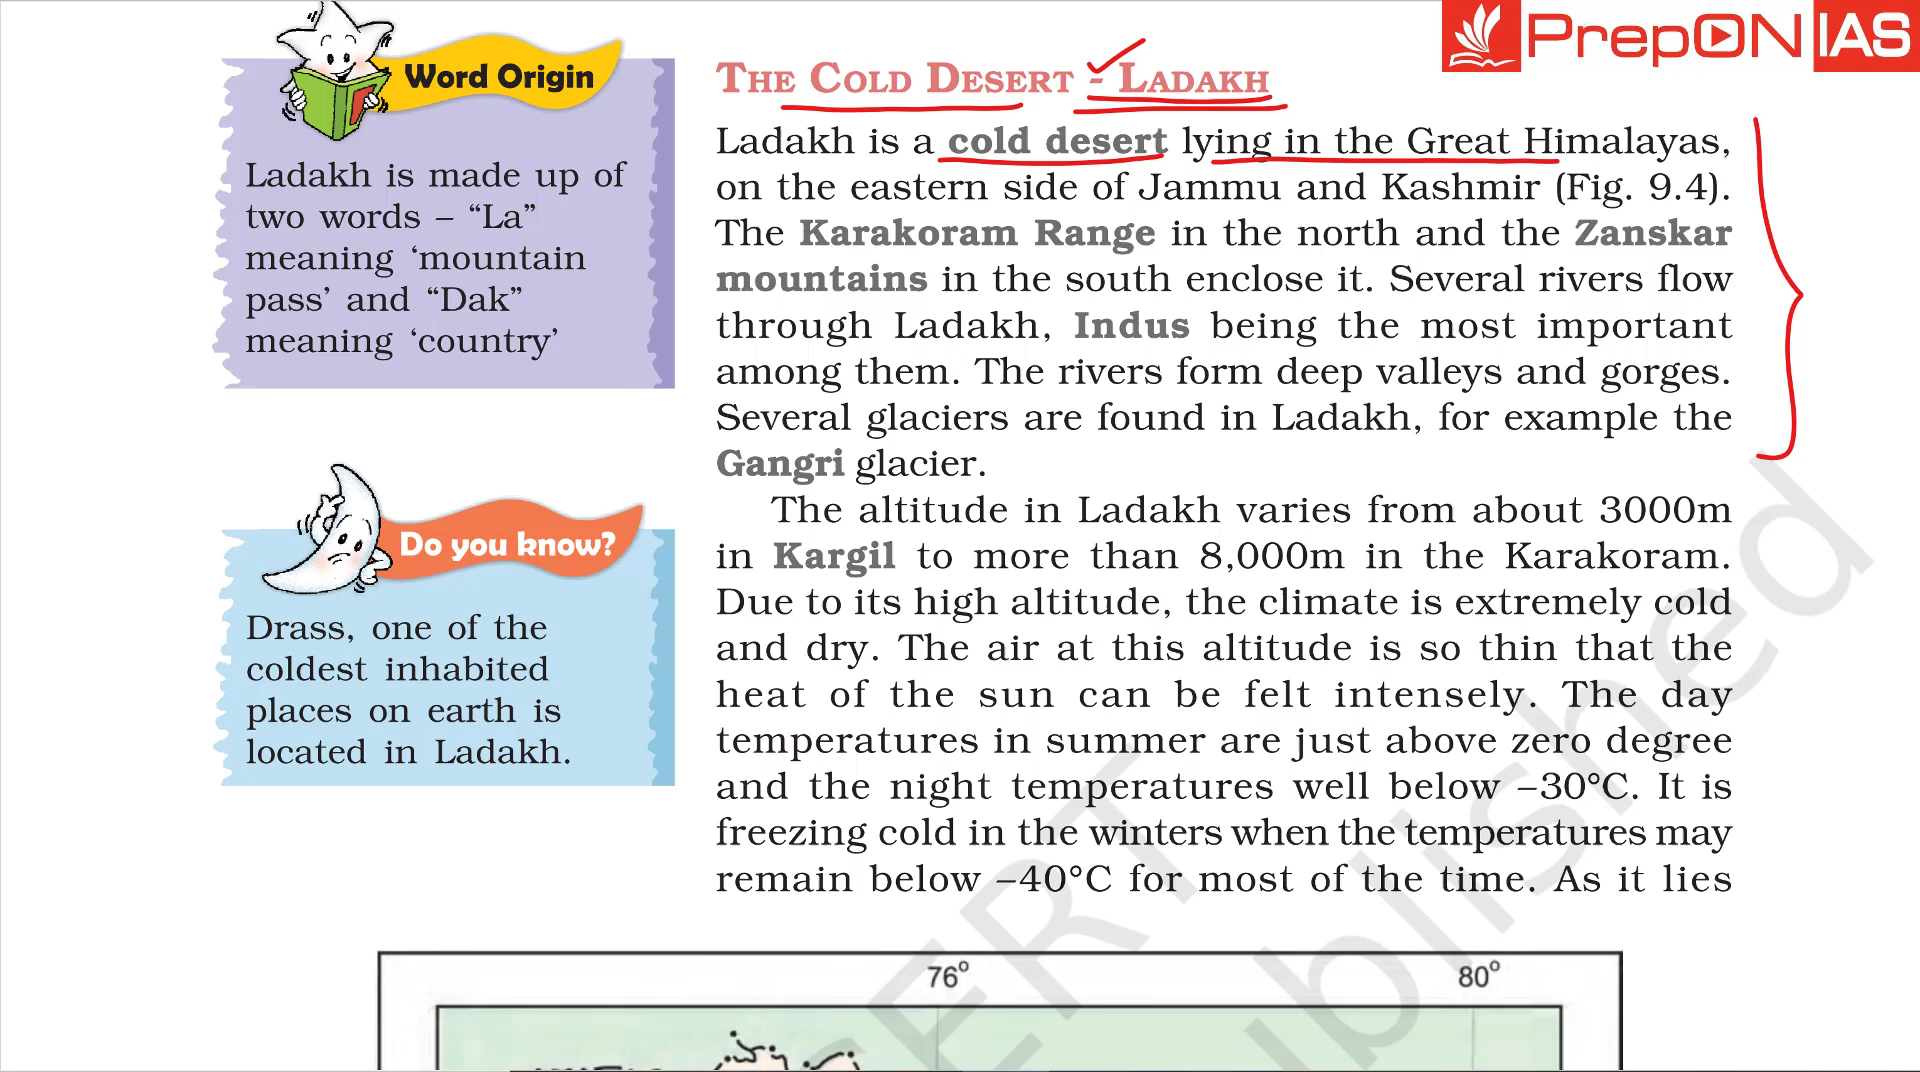 PrepON IAS
Word Origin
Ladakh is made up of
two words – “La”
meaning ‘mountain
pass’ and “Dak”
meaning ‘country’
Do you know?
Drass, one of the
coldest inhabited
places on earth is
located in Ladakh.
THE COLD DESERT - LADAKH
Ladakh is a cold desert lying in the Great Himalayas,
on the eastern side of Jammu and Kashmir (Fig. 9.4).
The Karakoram Range in the north and the Zanskar
mountains in the south enclose it. Several rivers flow
through Ladakh, Indus being the most important
among them. The rivers form deep valleys and gorges.
Several glaciers are found in Ladakh, for example the
Gangri glacier.
The altitude in Ladakh varies from about 3000m
in Kargil to more than 8,000m in the Karakoram.
Due to its high altitude, the climate is extremely cold
and dry. The air at this altitude is so thin that the
heat of the sun can be felt intensely. The day
temperatures in summer are just above zero degree
and the night temperatures well below –30°C. It is
freezing cold in the winters when the temperatures may
remain below –40°C for most of the time. As it lies
76°
80°